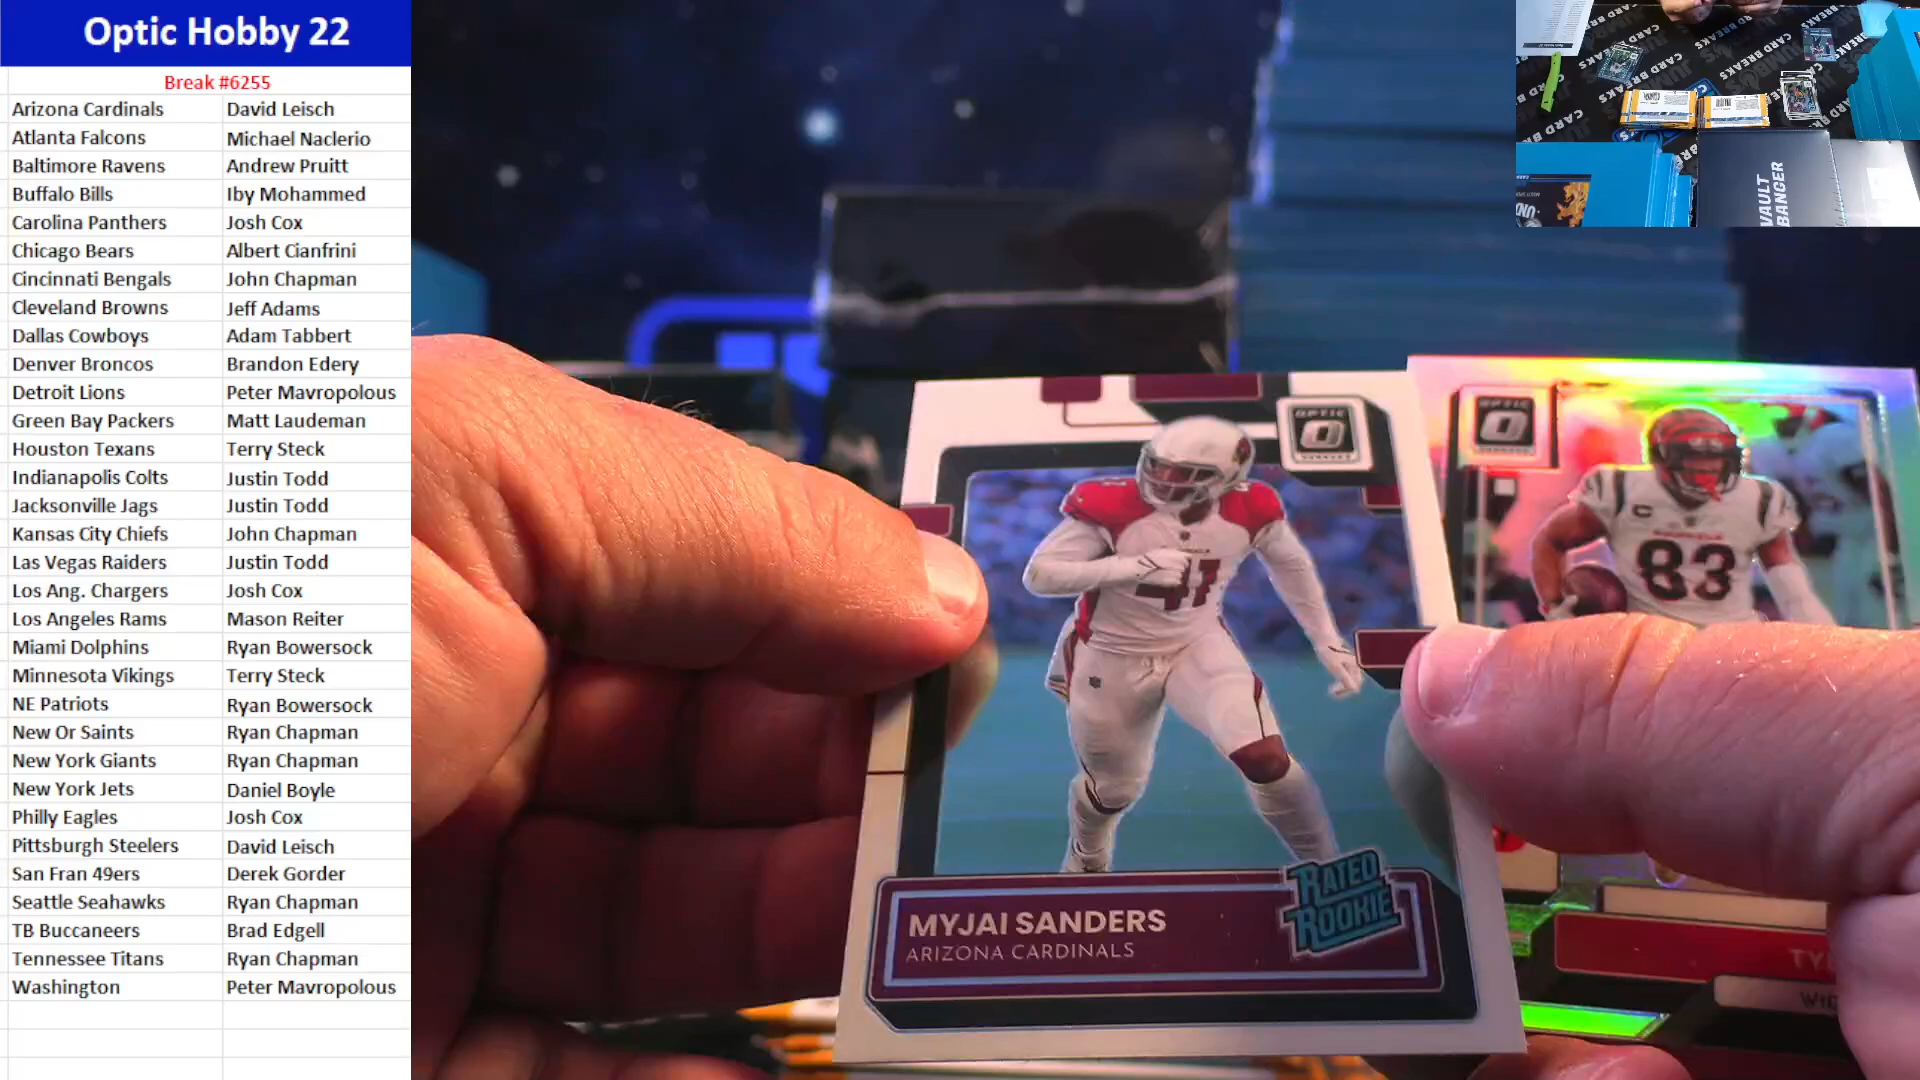 Optic Hobby 22
Break #6255
Arizona Cardinals David Leisch
Atlanta Falcons Michael Naclerio
Baltimore Ravens Andrew Pruitt
Buffalo Bills Iby Mohammed
Carolina Panthers Josh Cox
Chicago Bears Albert Cianfrini
Cincinnati Bengals John Chapman
Cleveland Browns Jeff Adams
Dallas Cowboys Adam Tabbert
Denver Broncos Brandon Edery
Detroit Lions Peter Mavropolous
Green Bay Packers Matt Laudeman
Houston Texans Terry Steck
Indianapolis Colts Justin Todd
Jacksonville Jags Justin Todd
Kansas City Chiefs John Chapman
Las Vegas Raiders Justin Todd
Los Ang. Chargers Josh Cox
Los Angeles Rams Mason Reiter
Miami Dolphins Ryan Bowersock
Minnesota Vikings Terry Steck
NE Patriots Ryan Bowersock
New Or Saints Ryan Chapman
New York Giants Ryan Chapman
New York Jets Daniel Boyle
Philly Eagles Josh Cox
Pittsburgh Steelers David Leisch
San Fran 49ers Derek Gorder
Seattle Seahawks Ryan Chapman
TB Buccaneers Brad Edgell
Tennessee Titans Ryan Chapman
Washington Peter Mavropolous
VAULT
BANGER
CARD BREAKS
OPTIC
OPTIC
83
41
RATED
ROOKIE
MYJAI SANDERS
ARIZONA CARDINALS